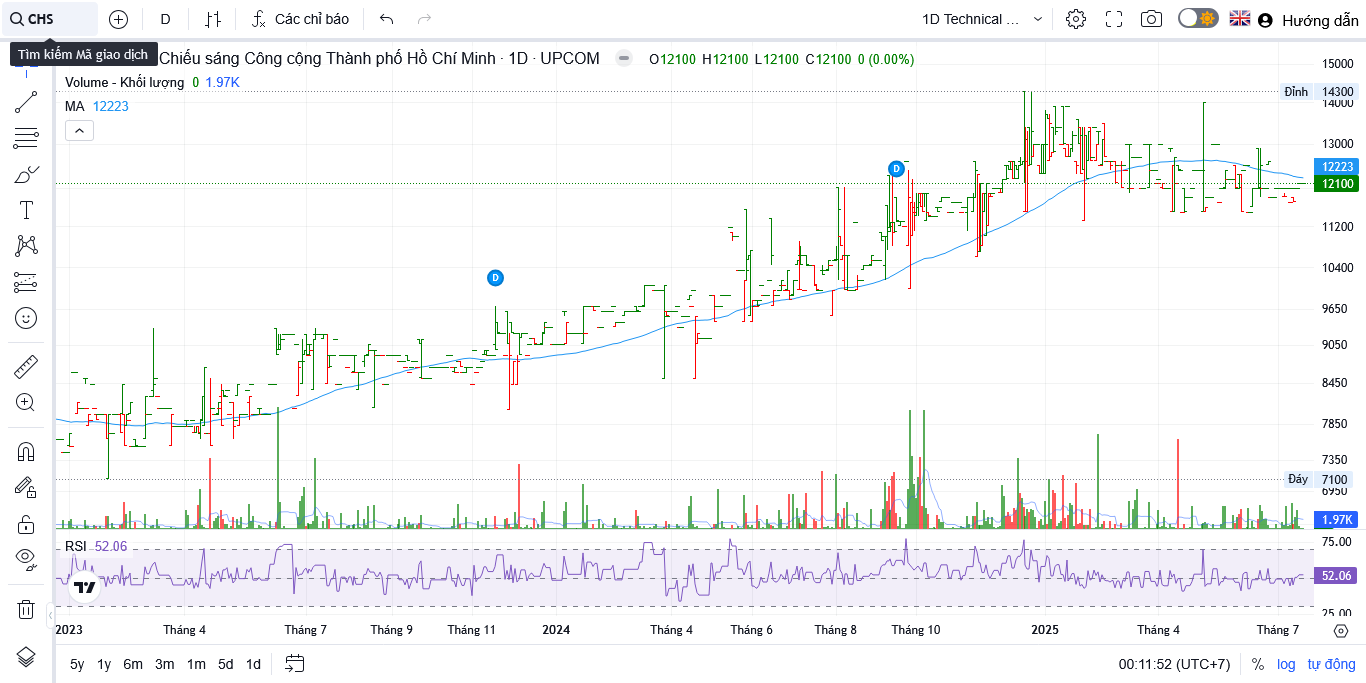 CHS D Các chỉ báo 1D Technical ... Hướng dẫn
Tìm kiếm Mã giao dịch Chiếu sáng Công cộng Thành phố Hồ Chí Minh · 1D · UPCOM O12100 H12100 L12100 C12100 0 (0.00%)
Volume - Khối lượng 0 1.97K
MA 12223
15000
Đỉnh 14300
14000
13000
D
12223
12100
11200
10400
D
9650
9050
8450
7850
7350
Đáy 7100
6950
1.97K
RSI 52.06
75.00
52.06
25.00
2023 Tháng 4 Tháng 7 Tháng 9 Tháng 11 2024 Tháng 4 Tháng 6 Tháng 8 Tháng 10 2025 Tháng 4 Tháng 7
5y 1y 6m 3m 1m 5d 1d 00:11:52 (UTC+7) % log tự động